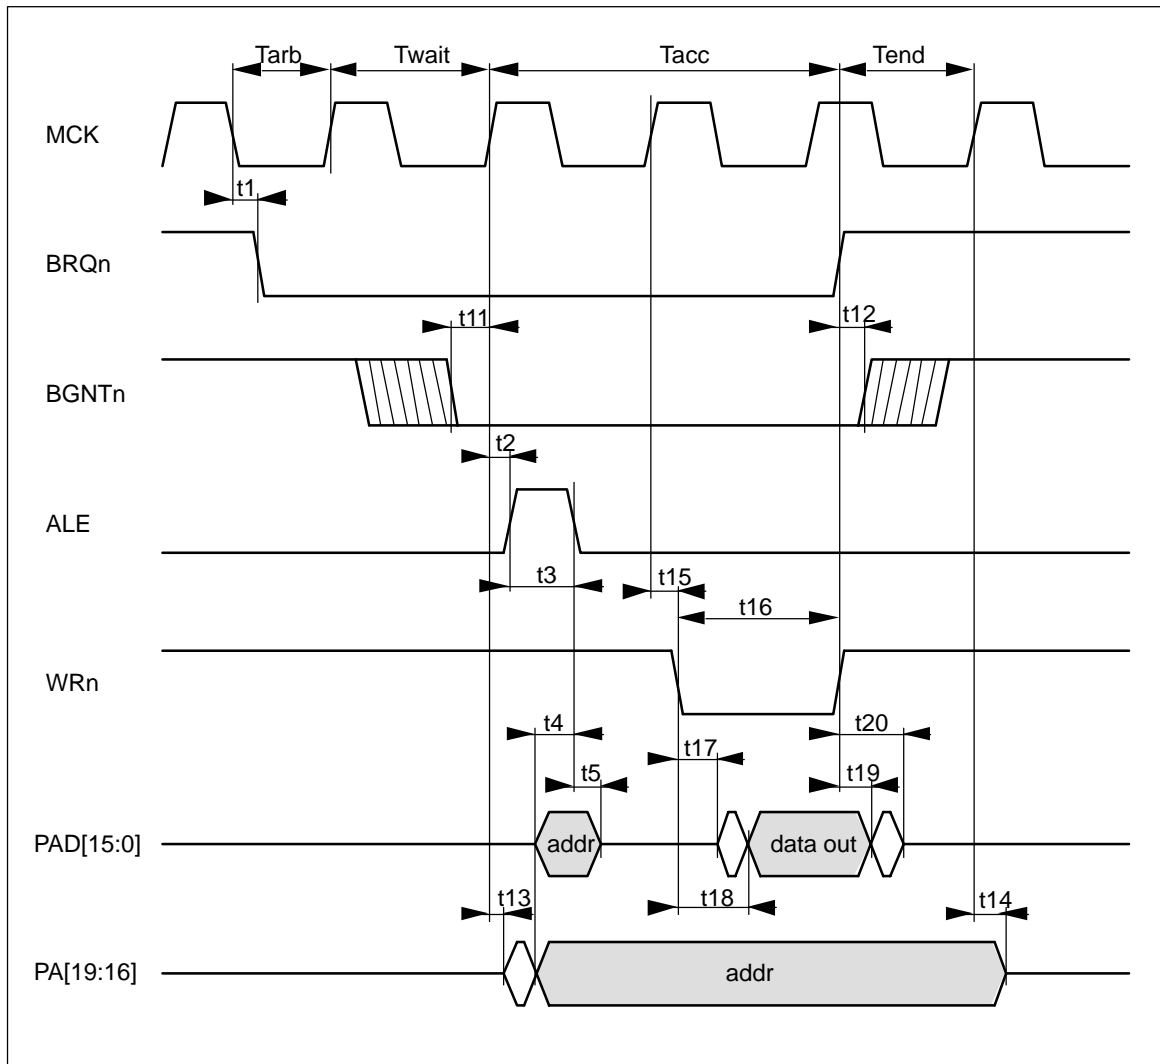 Tarb Twait Tacc Tend
MCK
t1
BRQn
t11 t12
BGNTn
t2
ALE
t3 t15
t16
WRn
t4 t17 t20
t5 t19
PAD[15:0] addr data out
t13 t18 t14
PA[19:16] addr